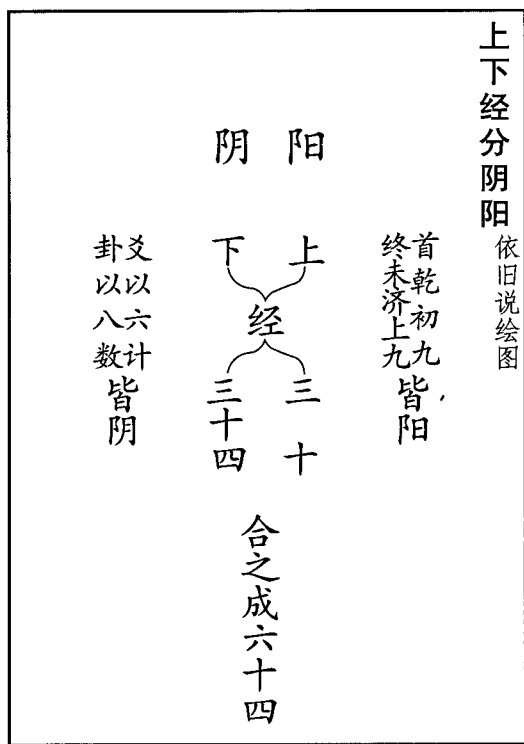 上下经分阴阳
依旧说绘图
首乾初九
终未济上九
皆阳
阳
上
阴
下
经
三十
三十四
合之成六十四
爻以六计
卦以八数
皆阴